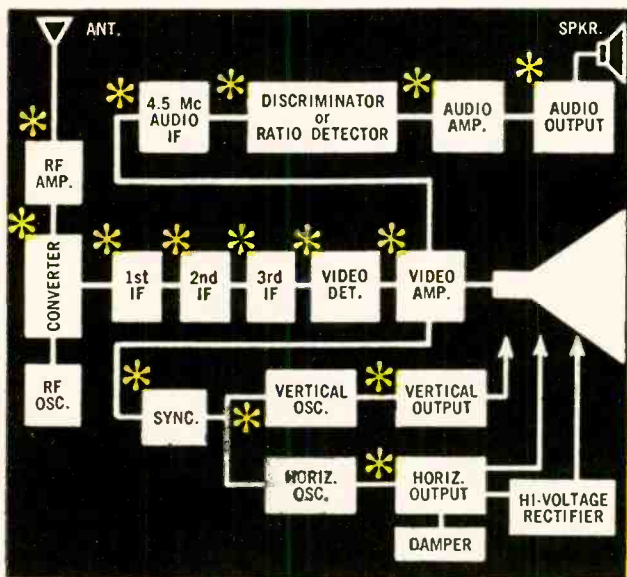 ANT.
SPKR.
4.5 Mc
AUDIO
IF
DISCRIMINATOR
or
RATIO DETECTOR
AUDIO
AMP.
AUDIO
OUTPUT
RF
AMP.
CONVERTER
1st
IF
2nd
IF
3rd
IF
VIDEO
DET.
VIDEO
AMP.
RF
OSC.
SYNC.
VERTICAL
OSC.
VERTICAL
OUTPUT
HORIZ.
OSC.
HORIZ.
OUTPUT
HI-VOLTAGE
RECTIFIER
DAMPER